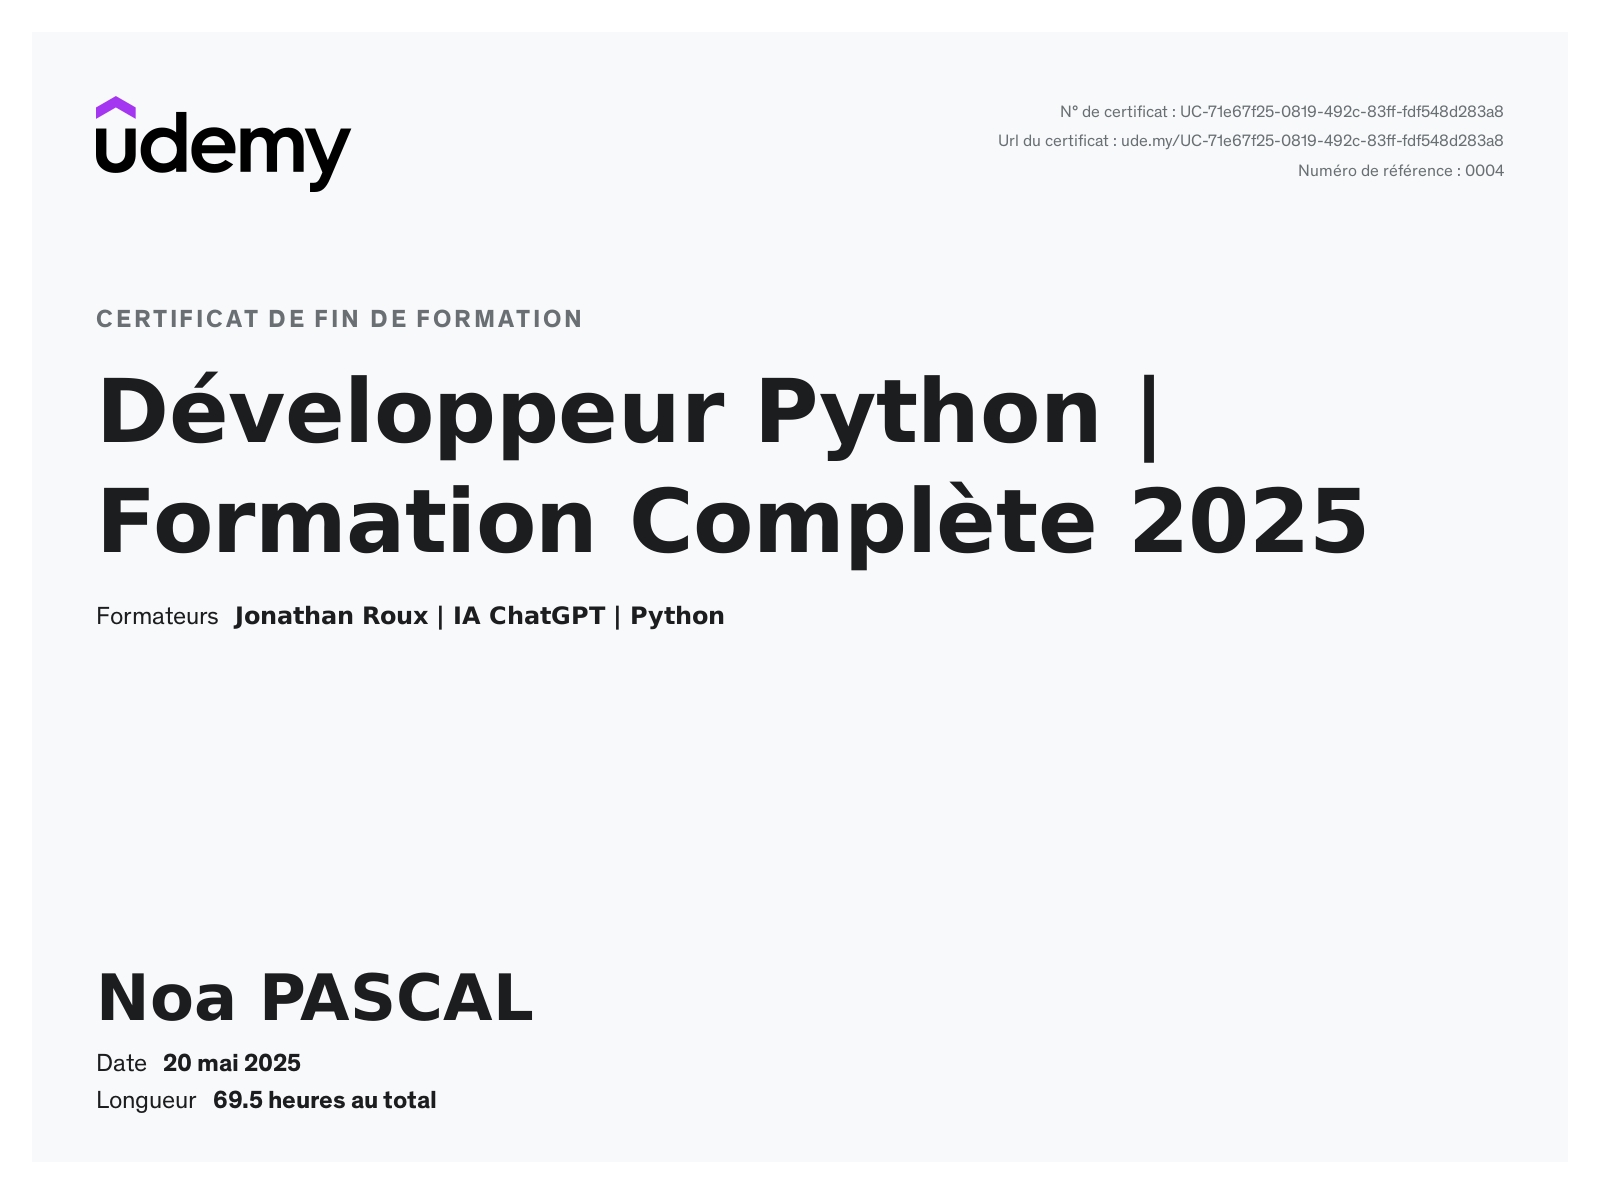 udemy
N° de certificat : UC-71e67f25-0819-492c-83ff-fdf548d283a8
Url du certificat : ude.my/UC-71e67f25-0819-492c-83ff-fdf548d283a8
Numéro de référence : 0004
CERTIFICAT DE FIN DE FORMATION
Développeur Python |
Formation Complète 2025
Formateurs Jonathan Roux | IA ChatGPT | Python
Noa PASCAL
Date 20 mai 2025
Longueur 69.5 heures au total